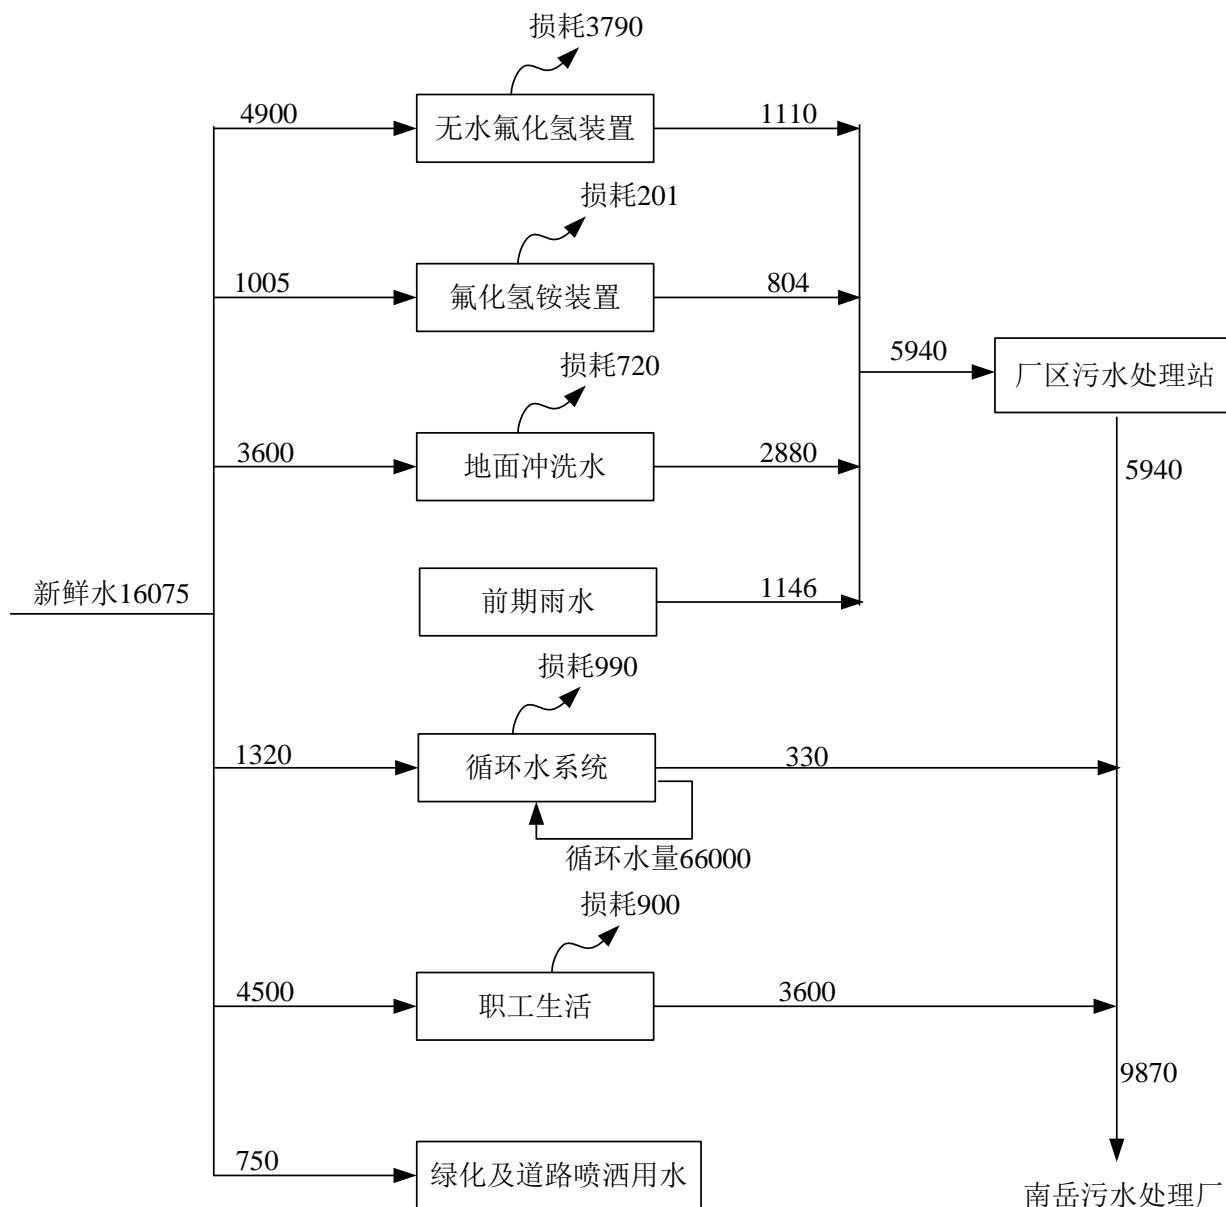 损耗3790
4900
无水氟化氢装置
1110
损耗201
1005
氟化氢铵装置
804
损耗720
5940
厂区污水处理站
3600
地面冲洗水
2880
5940
新鲜水16075
前期雨水
1146
损耗990
1320
循环水系统
330
循环水量66000
损耗900
4500
职工生活
3600
9870
750
绿化及道路喷洒用水
南岳污水处理厂